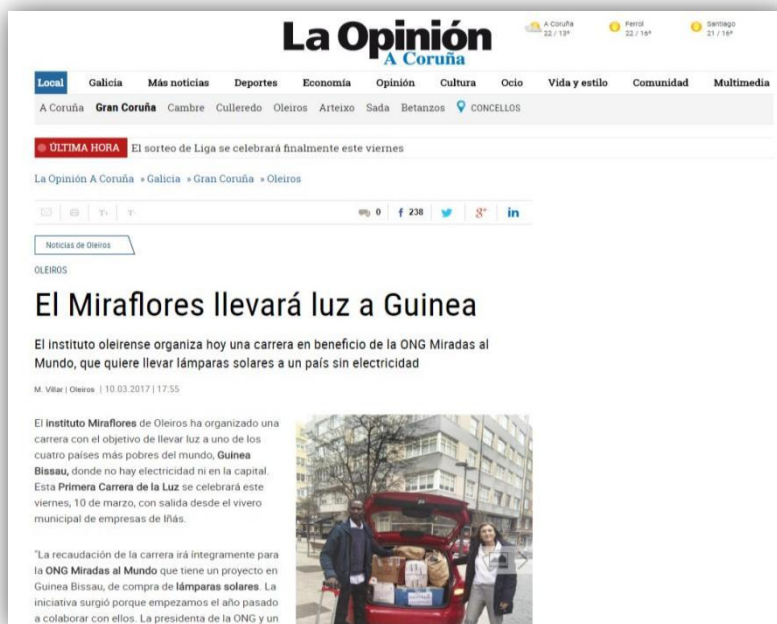 La Opinión
A Coruña
A Coruña
22 / 13º
Ferrol
22 / 16º
Santiago
21 / 16º
Local Galicia Más noticias Deportes Economía Opinión Cultura Ocio Vida y estilo Comunidad Multimedia
A Coruña Gran Coruña Cambre Culleredo Oleiros Arteixo Sada Betanzos CONCELLOS
ÚLTIMA HORA El sorteo de Liga se celebrará finalmente este viernes
La Opinión A Coruña » Galicia » Gran Coruña » Oleiros
0 f 238 8+ in
Noticias de Oleiros
OLEIROS
El Miraflores llevará luz a Guinea
El instituto oleirense organiza hoy una carrera en beneficio de la ONG Miradas al
Mundo, que quiere llevar lámparas solares a un país sin electricidad
M. Villar | Oleiros | 10.03.2017 | 17:55
El instituto Miraflores de Oleiros ha organizado una
carrera con el objetivo de llevar luz a uno de los
cuatro países más pobres del mundo, Guinea
Bissau, donde no hay electricidad ni en la capital.
Esta Primera Carrera de la Luz se celebrará este
viernes, 10 de marzo, con salida desde el vivero
municipal de empresas de Iñás.
"La recaudación de la carrera irá íntegramente para
la ONG Miradas al Mundo que tiene un proyecto en
Guinea Bissau, de compra de lámparas solares. La
iniciativa surgió porque empezamos el año pasado
a colaborar con ellos. La presidenta de la ONG y un